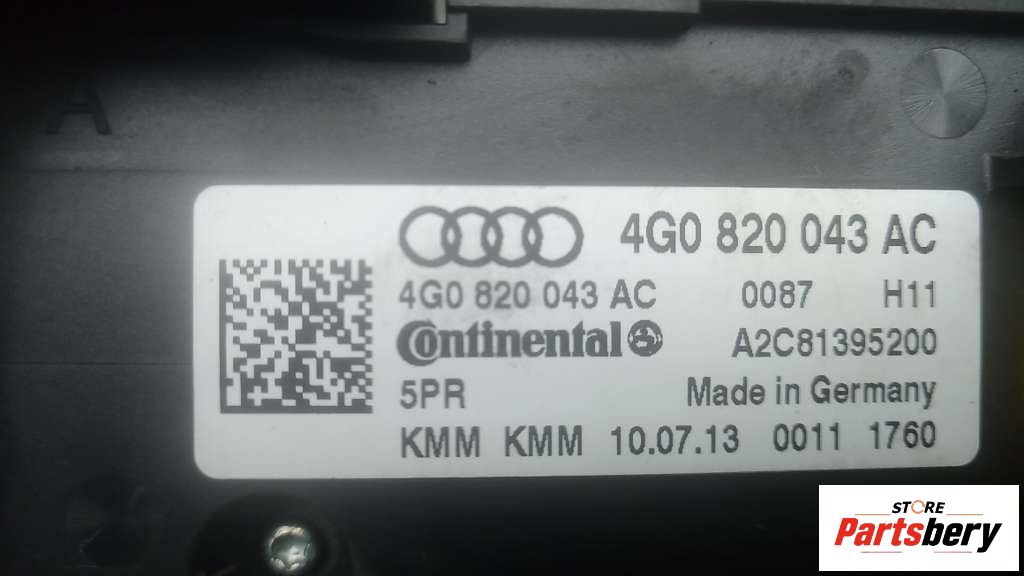 A
4G0 820 043 AC
4G0 820 043 AC 0087 H11
Continental A2C81395200
5PR Made in Germany
KMM KMM 10.07.13 0011 1760
STORE
Partsbery